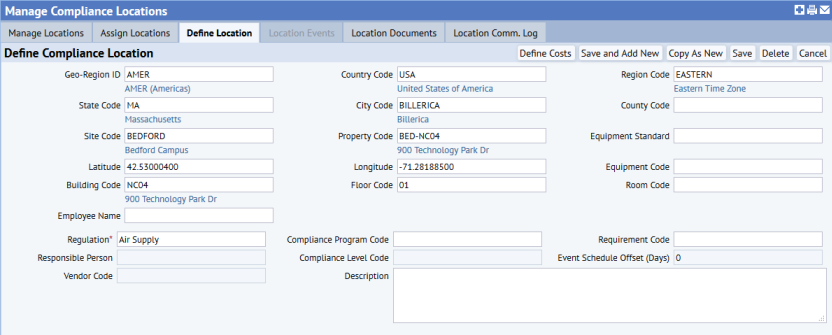 Manage Compliance Locations
Manage Locations Assign Locations Define Location Location Events Location Documents Location Comm. Log
Define Compliance Location Define Costs Save and Add New Copy As New Save Delete Cancel
Geo-Region ID AMER Country Code USA Region Code EASTERN
AMER (Americas) United States of America Eastern Time Zone
State Code MA City Code BILLERICA County Code
Massachusetts Billerica
Site Code BEDFORD Property Code BED-NC04 Equipment Standard
Bedford Campus 900 Technology Park Dr
Latitude 42.53000400 Longitude -71.28188500 Equipment Code
Building Code NC04 Floor Code 01 Room Code
900 Technology Park Dr
Employee Name
Regulation* Air Supply Compliance Program Code Requirement Code
Responsible Person Compliance Level Code Event Schedule Offset (Days) 0
Vendor Code Description